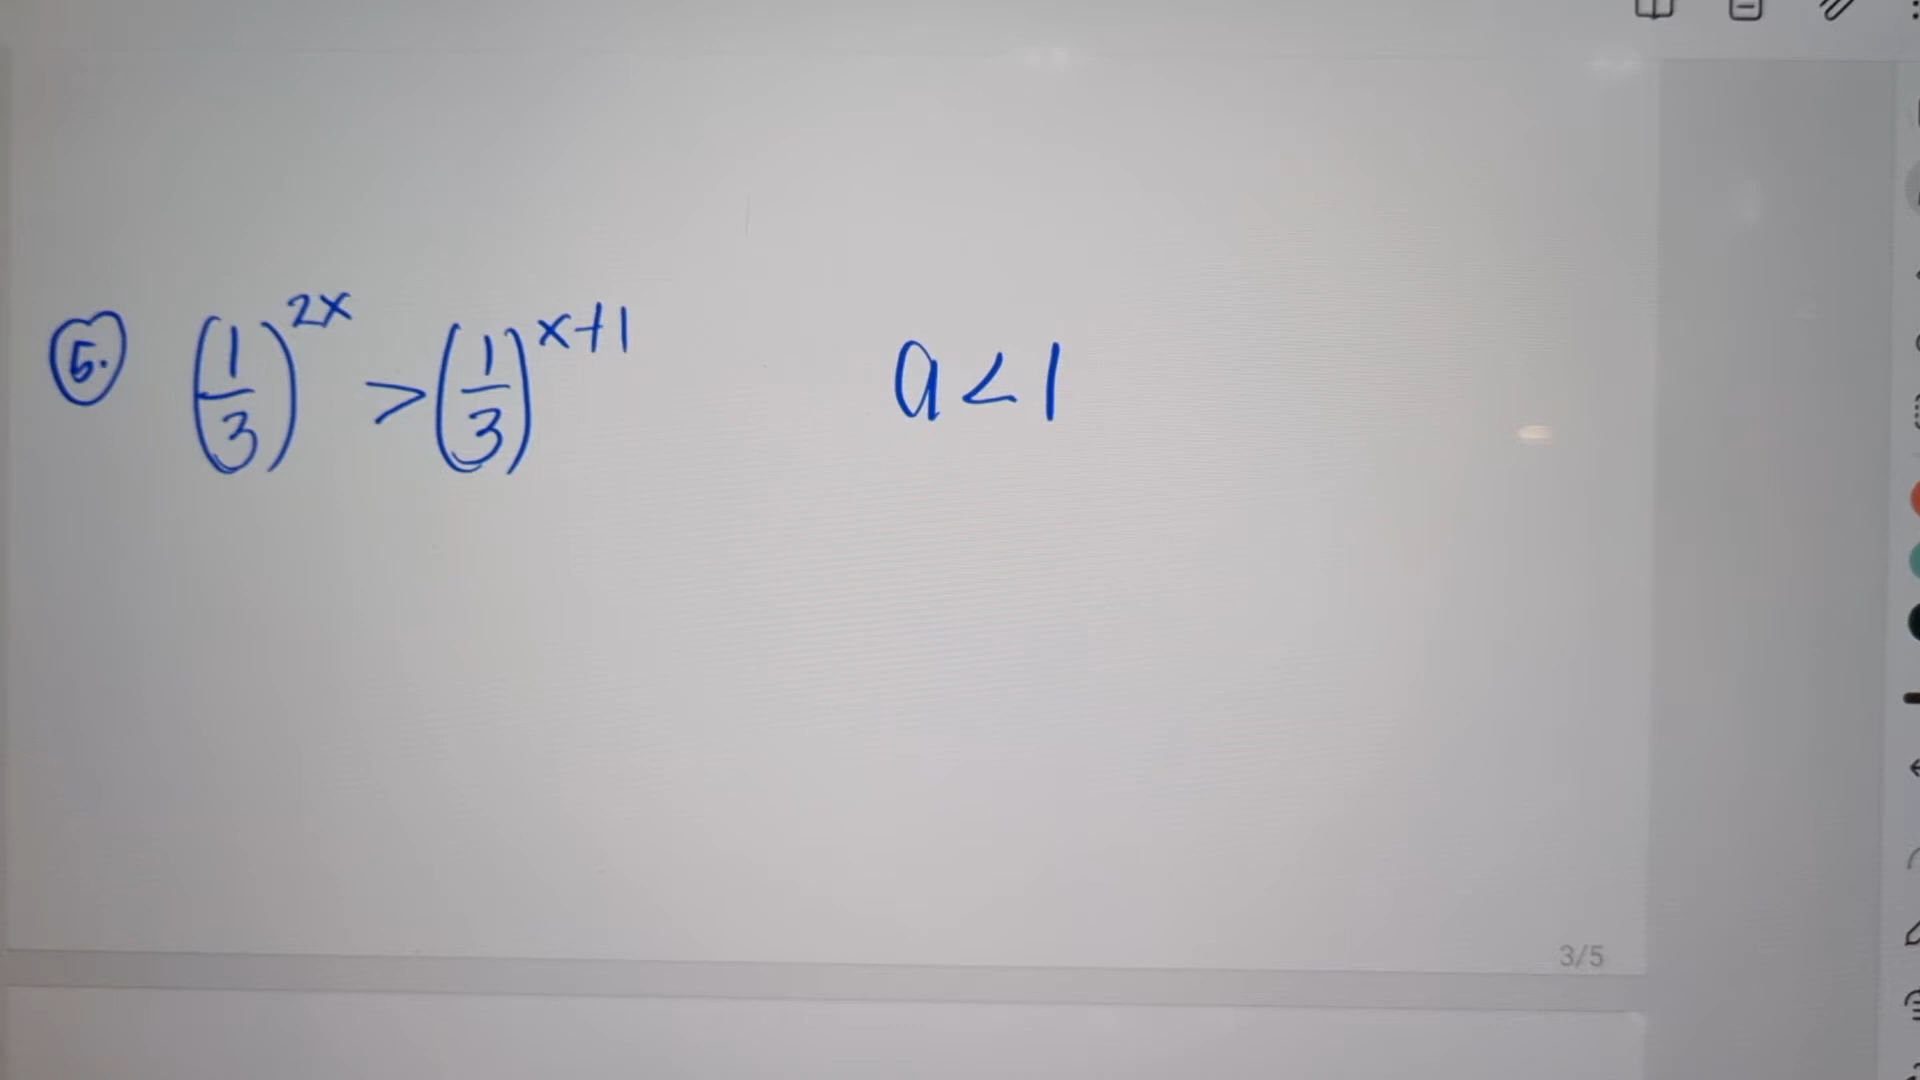 5. (1/3)^2x > (1/3)^x+1 a < 1
3/5